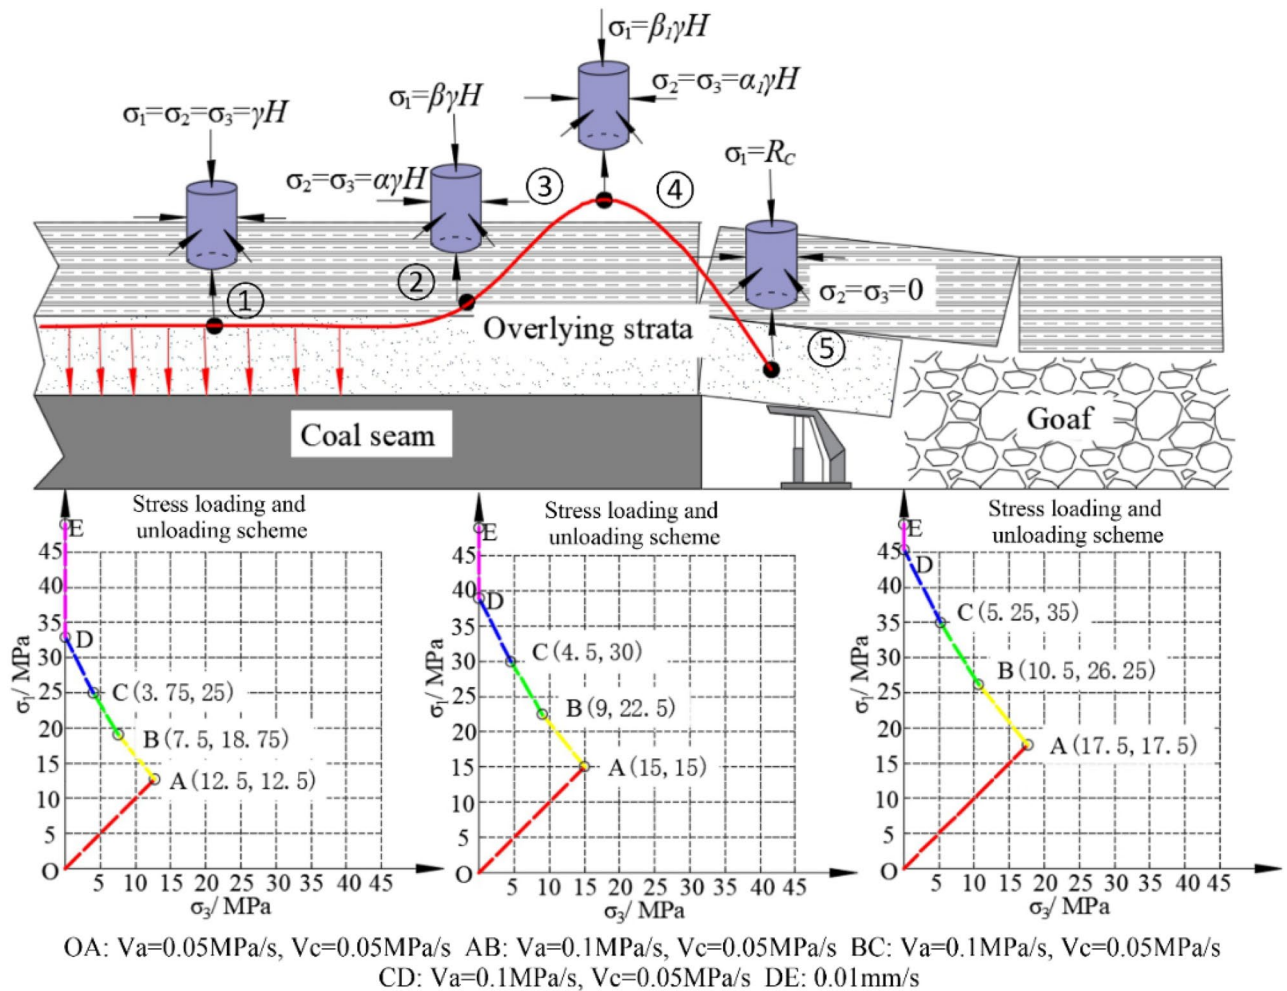 σ₁=β₁γH
σ₂=σ₃=α₁γH
σ₁=βγH
σ₁=σ₂=σ₃=γH
σ₁=R_C
σ₂=σ₃=αγH
③
④
②
①
σ₂=σ₃=0
Overlying strata
⑤
Coal seam
Goaf
Stress loading and
unloading scheme
E
45
40
35
30
25
20
15
10
5
O
D
C (3.75, 25)
B (7.5, 18.75)
A (12.5, 12.5)
σ₁/ MPa
5 10 15 20 25 30 35 40 45
σ₃/ MPa
Stress loading and
unloading scheme
E
45
40
35
30
25
20
15
10
5
O
D
C (4.5, 30)
B (9, 22.5)
A (15, 15)
σ₁/ MPa
5 10 15 20 25 30 35 40 45
σ₃/ MPa
Stress loading and
unloading scheme
E
45
40
35
30
25
20
15
10
5
O
D
C (5.25, 35)
B (10.5, 26.25)
A (17.5, 17.5)
σ₁/ MPa
5 10 15 20 25 30 35 40 45
σ₃/ MPa
OA: Va=0.05MPa/s, Vc=0.05MPa/s AB: Va=0.1MPa/s, Vc=0.05MPa/s BC: Va=0.1MPa/s, Vc=0.05MPa/s
CD: Va=0.1MPa/s, Vc=0.05MPa/s DE: 0.01mm/s